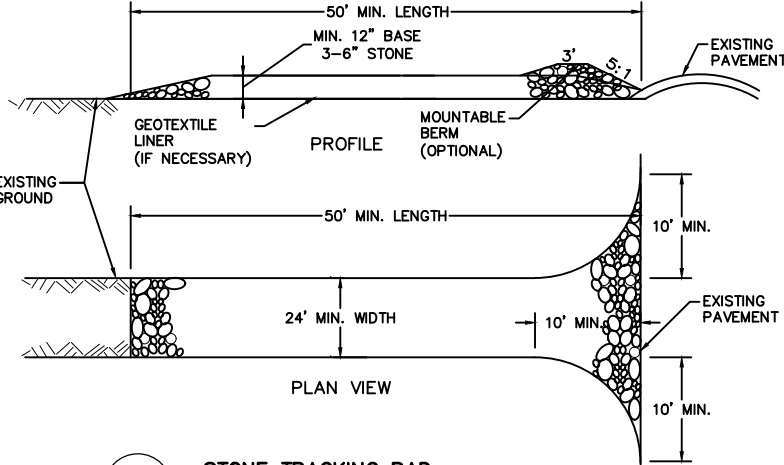 50' MIN. LENGTH
MIN. 12" BASE
3-6" STONE
3'
5:1
EXISTING
PAVEMENT
GEOTEXTILE
LINER
(IF NECESSARY)
PROFILE
MOUNTABLE
BERM
(OPTIONAL)
EXISTING
GROUND
50' MIN. LENGTH
10' MIN.
24' MIN. WIDTH
10' MIN.
EXISTING
PAVEMENT
PLAN VIEW
10' MIN.
STONE TRACKING PAD